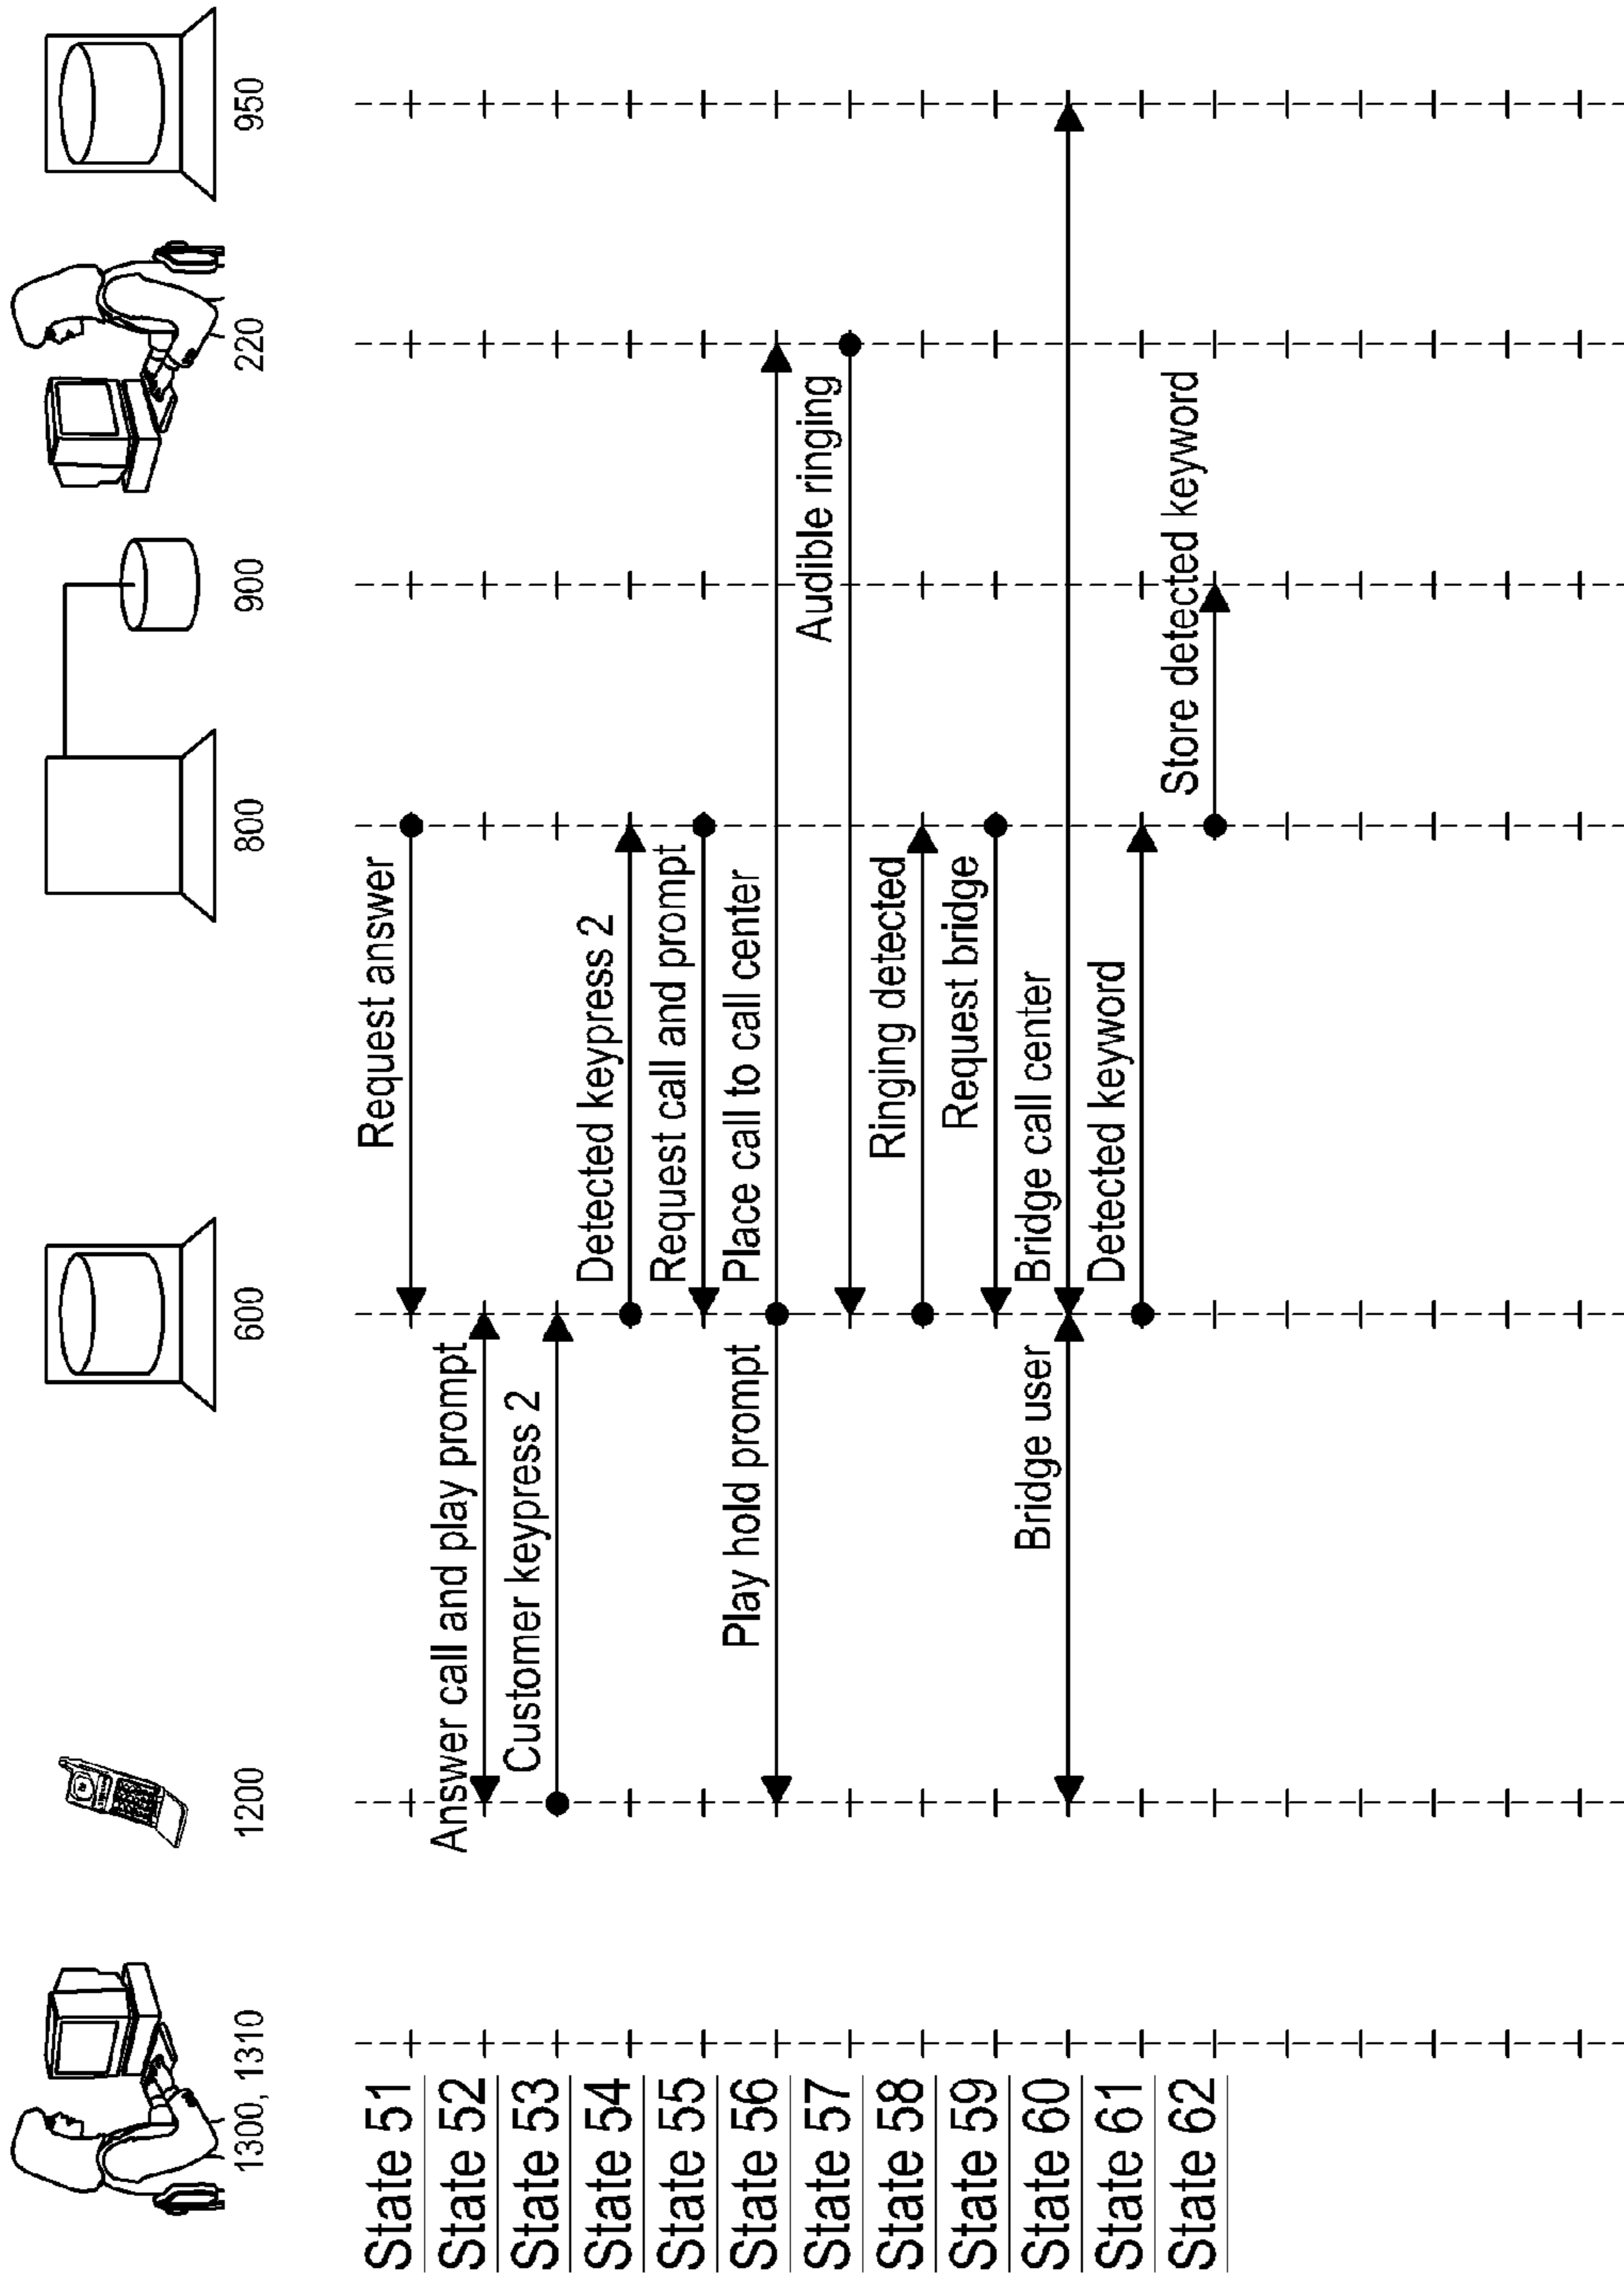 1300, 1310
1200
600
800
900
220
950
State 51
Request answer
State 52
Answer call and play prompt
State 53
Customer keypress 2
State 54
Detected keypress 2
State 55
Request call and prompt
State 56
Play hold prompt
Place call to call center
State 57
Audible ringing
State 58
Ringing detected
State 59
Request bridge
State 60
Bridge user
Bridge call center
State 61
Detected keyword
State 62
Store detected keyword